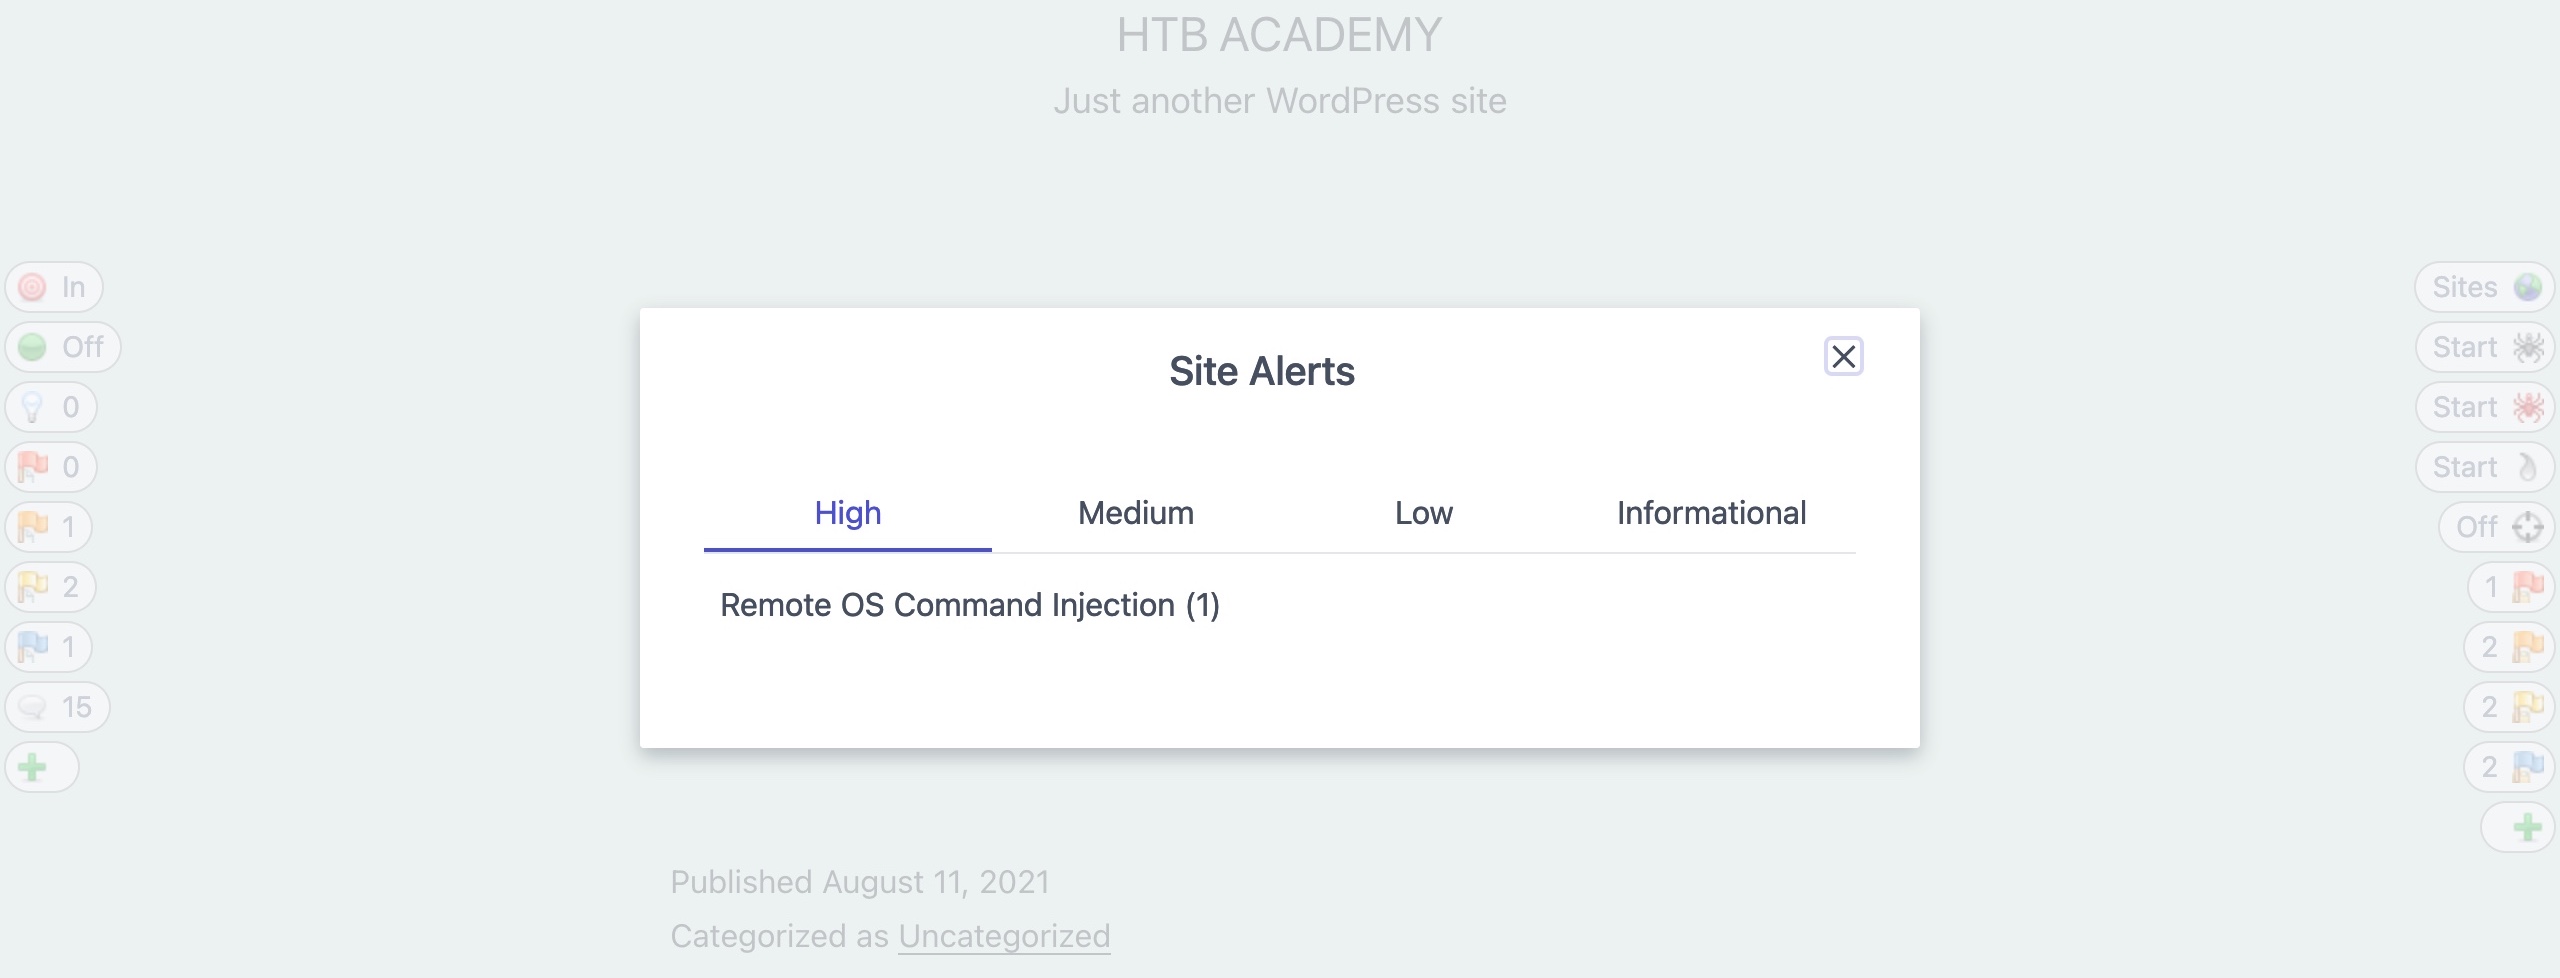 HTB ACADEMY
Just another WordPress site
In
Off
0
0
1
2
1
15
Site Alerts
High Medium Low Informational
Remote OS Command Injection (1)
Sites
Start
Start
Start
Off
1
2
2
2
Published August 11, 2021
Categorized as Uncategorized